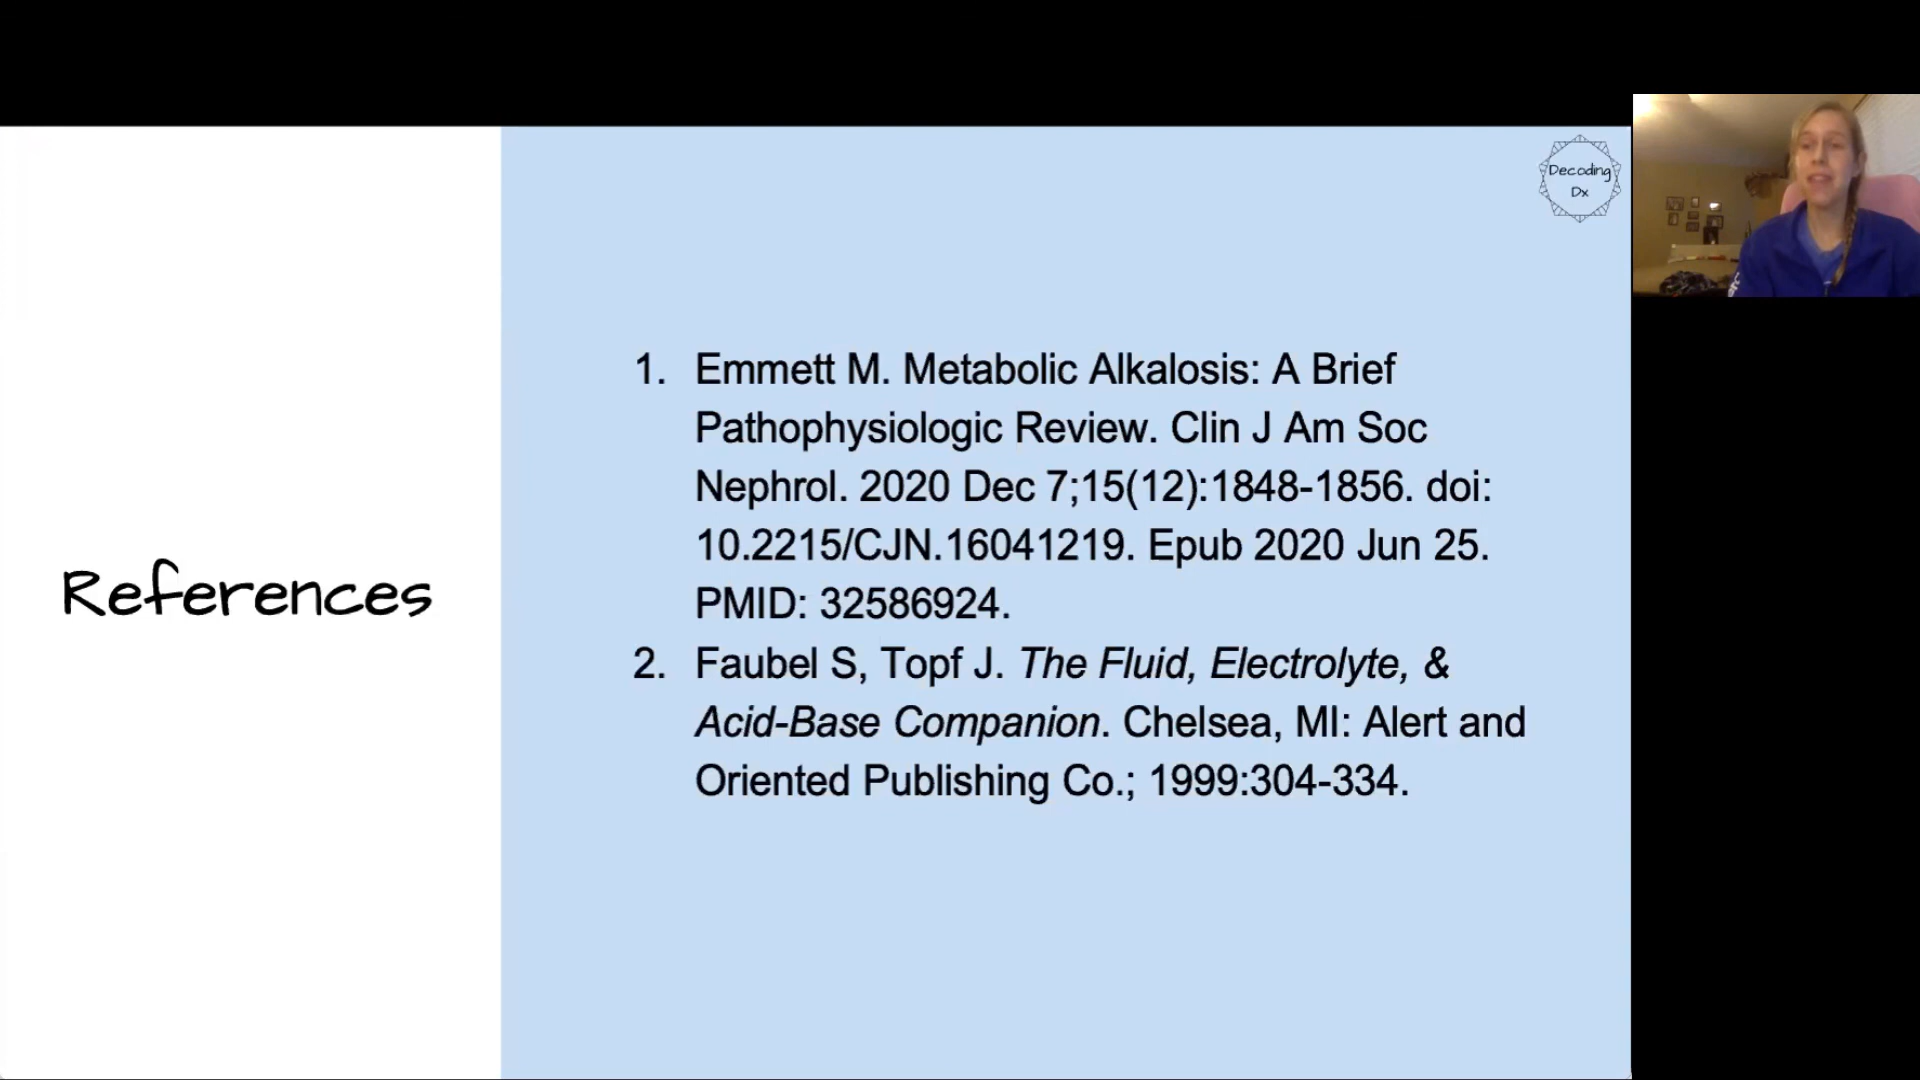 Decoding
Dx
References
1. Emmett M. Metabolic Alkalosis: A Brief
Pathophysiologic Review. Clin J Am Soc
Nephrol. 2020 Dec 7;15(12):1848-1856. doi:
10.2215/CJN.16041219. Epub 2020 Jun 25.
PMID: 32586924.
2. Faubel S, Topf J. The Fluid, Electrolyte, &
Acid-Base Companion. Chelsea, MI: Alert and
Oriented Publishing Co.; 1999:304-334.